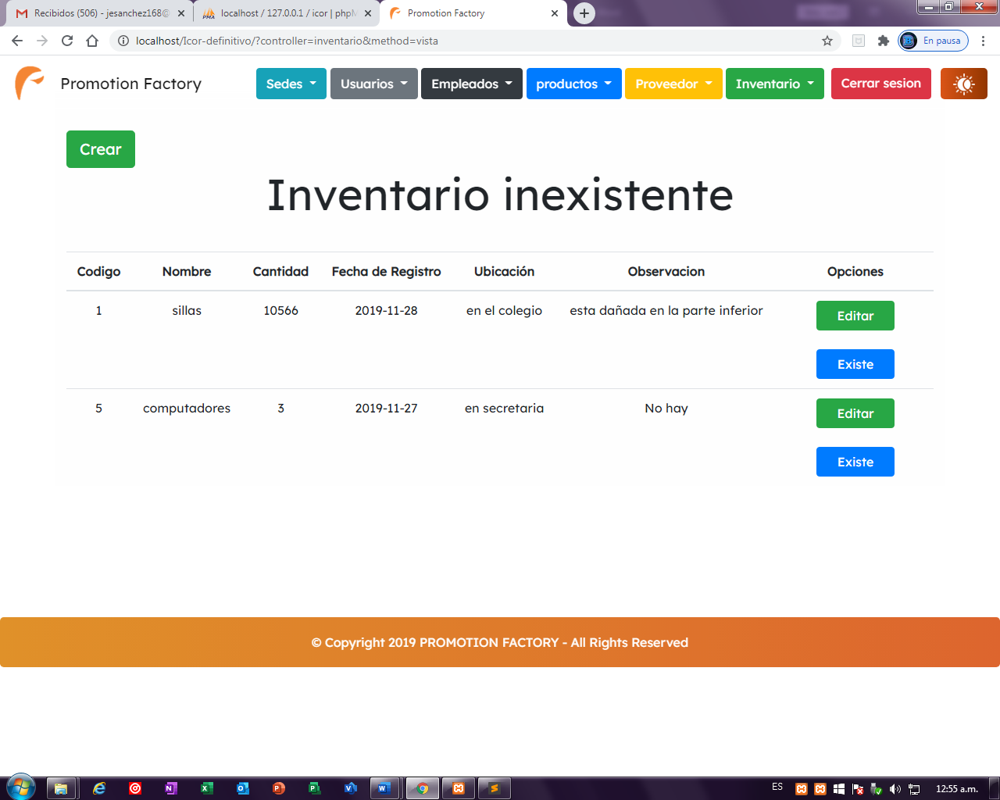 Recibidos (506) - jesanchez168@
localhost / 127.0.0.1 / icor | phpM
Promotion Factory
localhost/Icor-definitivo/?controller=inventario&method=vista
En pausa
Promotion Factory
Sedes
Usuarios
Empleados
productos
Proveedor
Inventario
Cerrar sesion
Crear
Inventario inexistente
Codigo Nombre Cantidad Fecha de Registro Ubicación Observacion Opciones
1 sillas 10566 2019-11-28 en el colegio esta dañada en la parte inferior Editar
Existe
5 computadores 3 2019-11-27 en secretaria No hay Editar
Existe
© Copyright 2019 PROMOTION FACTORY - All Rights Reserved
ES
12:55 a.m.